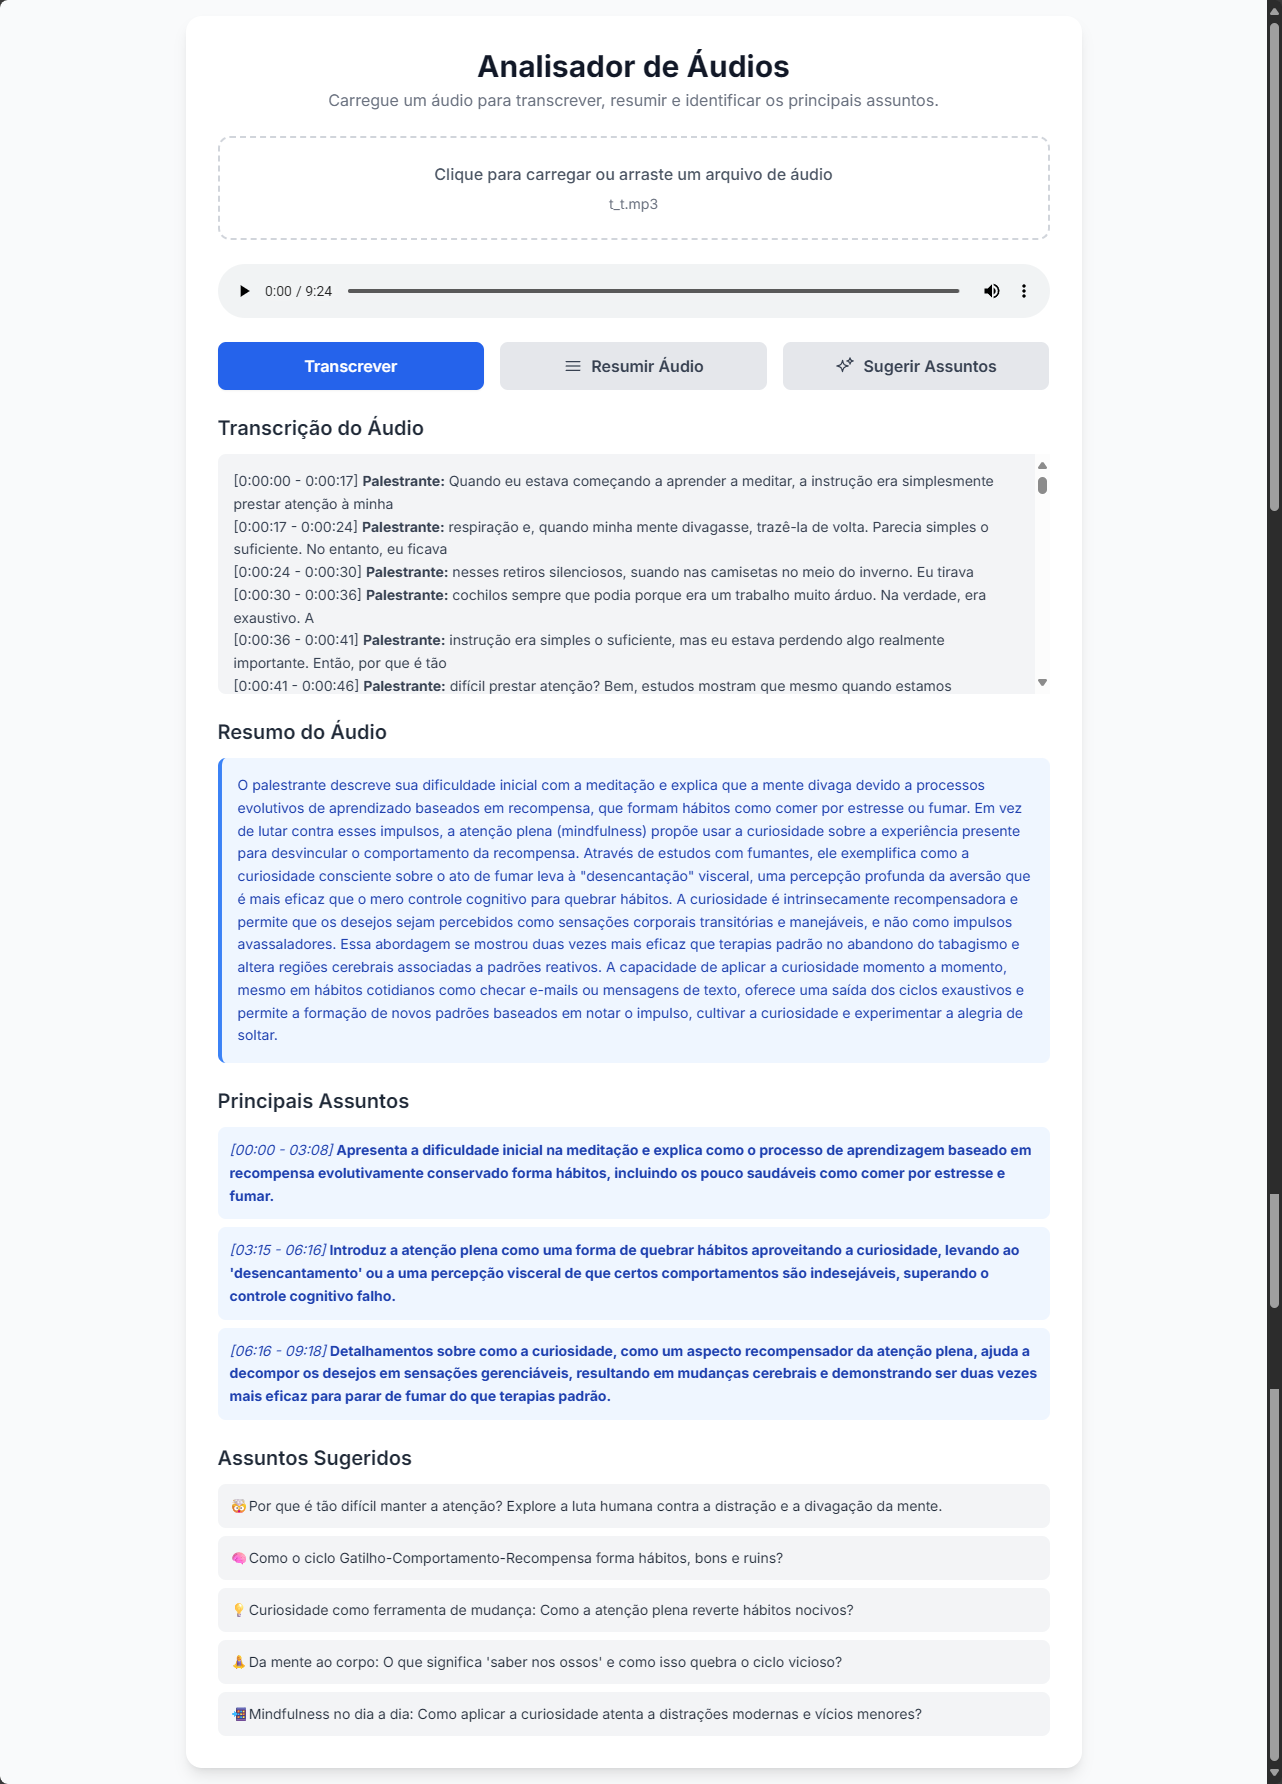 Analisador de Áudios
Carregue um áudio para transcrever, resumir e identificar os principais assuntos.
Clique para carregar ou arraste um arquivo de áudio
t_t.mp3
0:00 / 9:24
Transcrever
Resumir Áudio
Sugerir Assuntos
Transcrição do Áudio
[0:00:00 - 0:00:17] Palestrante: Quando eu estava começando a aprender a meditar, a instrução era simplesmente
prestar atenção à minha
[0:00:17 - 0:00:24] Palestrante: respiração e, quando minha mente divagasse, trazê-la de volta. Parecia simples o
suficiente. No entanto, eu ficava
[0:00:24 - 0:00:30] Palestrante: nesses retiros silenciosos, suando nas camisetas no meio do inverno. Eu tirava
[0:00:30 - 0:00:36] Palestrante: cochilos sempre que podia porque era um trabalho muito árduo. Na verdade, era
exaustivo. A
[0:00:36 - 0:00:41] Palestrante: instrução era simples o suficiente, mas eu estava perdendo algo realmente
importante. Então, por que é tão
[0:00:41 - 0:00:46] Palestrante: difícil prestar atenção? Bem, estudos mostram que mesmo quando estamos
Resumo do Áudio
O palestrante descreve sua dificuldade inicial com a meditação e explica que a mente divaga devido a processos
evolutivos de aprendizado baseados em recompensa, que formam hábitos como comer por estresse ou fumar. Em vez
de lutar contra esses impulsos, a atenção plena (mindfulness) propõe usar a curiosidade sobre a experiência presente
para desvincular o comportamento da recompensa. Através de estudos com fumantes, ele exemplifica como a
curiosidade consciente sobre o ato de fumar leva à "desencantação" visceral, uma percepção profunda da aversão que
é mais eficaz que o mero controle cognitivo para quebrar hábitos. A curiosidade é intrinsecamente recompensadora e
permite que os desejos sejam percebidos como sensações corporais transitórias e manejáveis, e não como impulsos
avassaladores. Essa abordagem se mostrou duas vezes mais eficaz que terapias padrão no abandono do tabagismo e
altera regiões cerebrais associadas a padrões reativos. A capacidade de aplicar a curiosidade momento a momento,
mesmo em hábitos cotidianos como checar e-mails ou mensagens de texto, oferece uma saída dos ciclos exaustivos e
permite a formação de novos padrões baseados em notar o impulso, cultivar a curiosidade e experimentar a alegria de
soltar.
Principais Assuntos
[00:00 - 03:08] Apresenta a dificuldade inicial na meditação e explica como o processo de aprendizagem baseado em
recompensa evolutivamente conservado forma hábitos, incluindo os pouco saudáveis como comer por estresse e
fumar.
[03:15 - 06:16] Introduz a atenção plena como uma forma de quebrar hábitos aproveitando a curiosidade, levando ao
'desencantamento' ou a uma percepção visceral de que certos comportamentos são indesejáveis, superando o
controle cognitivo falho.
[06:16 - 09:18] Detalhamentos sobre como a curiosidade, como um aspecto recompensador da atenção plena, ajuda a
decompor os desejos em sensações gerenciáveis, resultando em mudanças cerebrais e demonstrando ser duas vezes
mais eficaz para parar de fumar do que terapias padrão.
Assuntos Sugeridos
🤯Por que é tão difícil manter a atenção? Explore a luta humana contra a distração e a divagação da mente.
🧠Como o ciclo Gatilho-Comportamento-Recompensa forma hábitos, bons e ruins?
💡Curiosidade como ferramenta de mudança: Como a atenção plena reverte hábitos nocivos?
🧘‍♀️Da mente ao corpo: O que significa 'saber nos ossos' e como isso quebra o ciclo vicioso?
📲Mindfulness no dia a dia: Como aplicar a curiosidade atenta a distrações modernas e vícios menores?